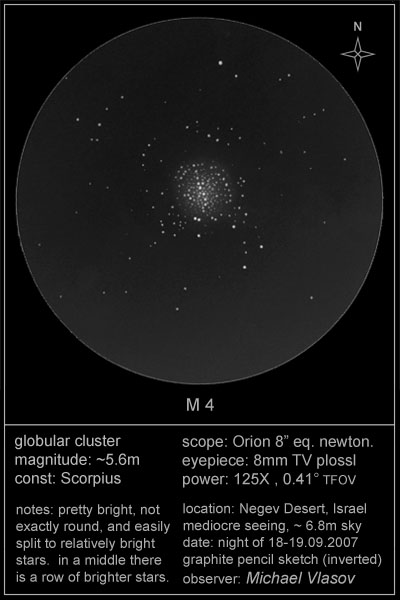 N
M 4
globular cluster
magnitude: ~5.6m
const: Scorpius
scope: Orion 8” eq. newton.
eyepiece: 8mm TV plossl
power: 125X , 0.41° TFOV
notes: pretty bright, not
exactly round, and easily
split to relatively bright
stars.  in a middle there
is a row of brighter stars.
location: Negev Desert, Israel
mediocre seeing, ~ 6.8m sky
date: night of 18-19.09.2007
graphite pencil sketch (inverted)
observer: Michael Vlasov